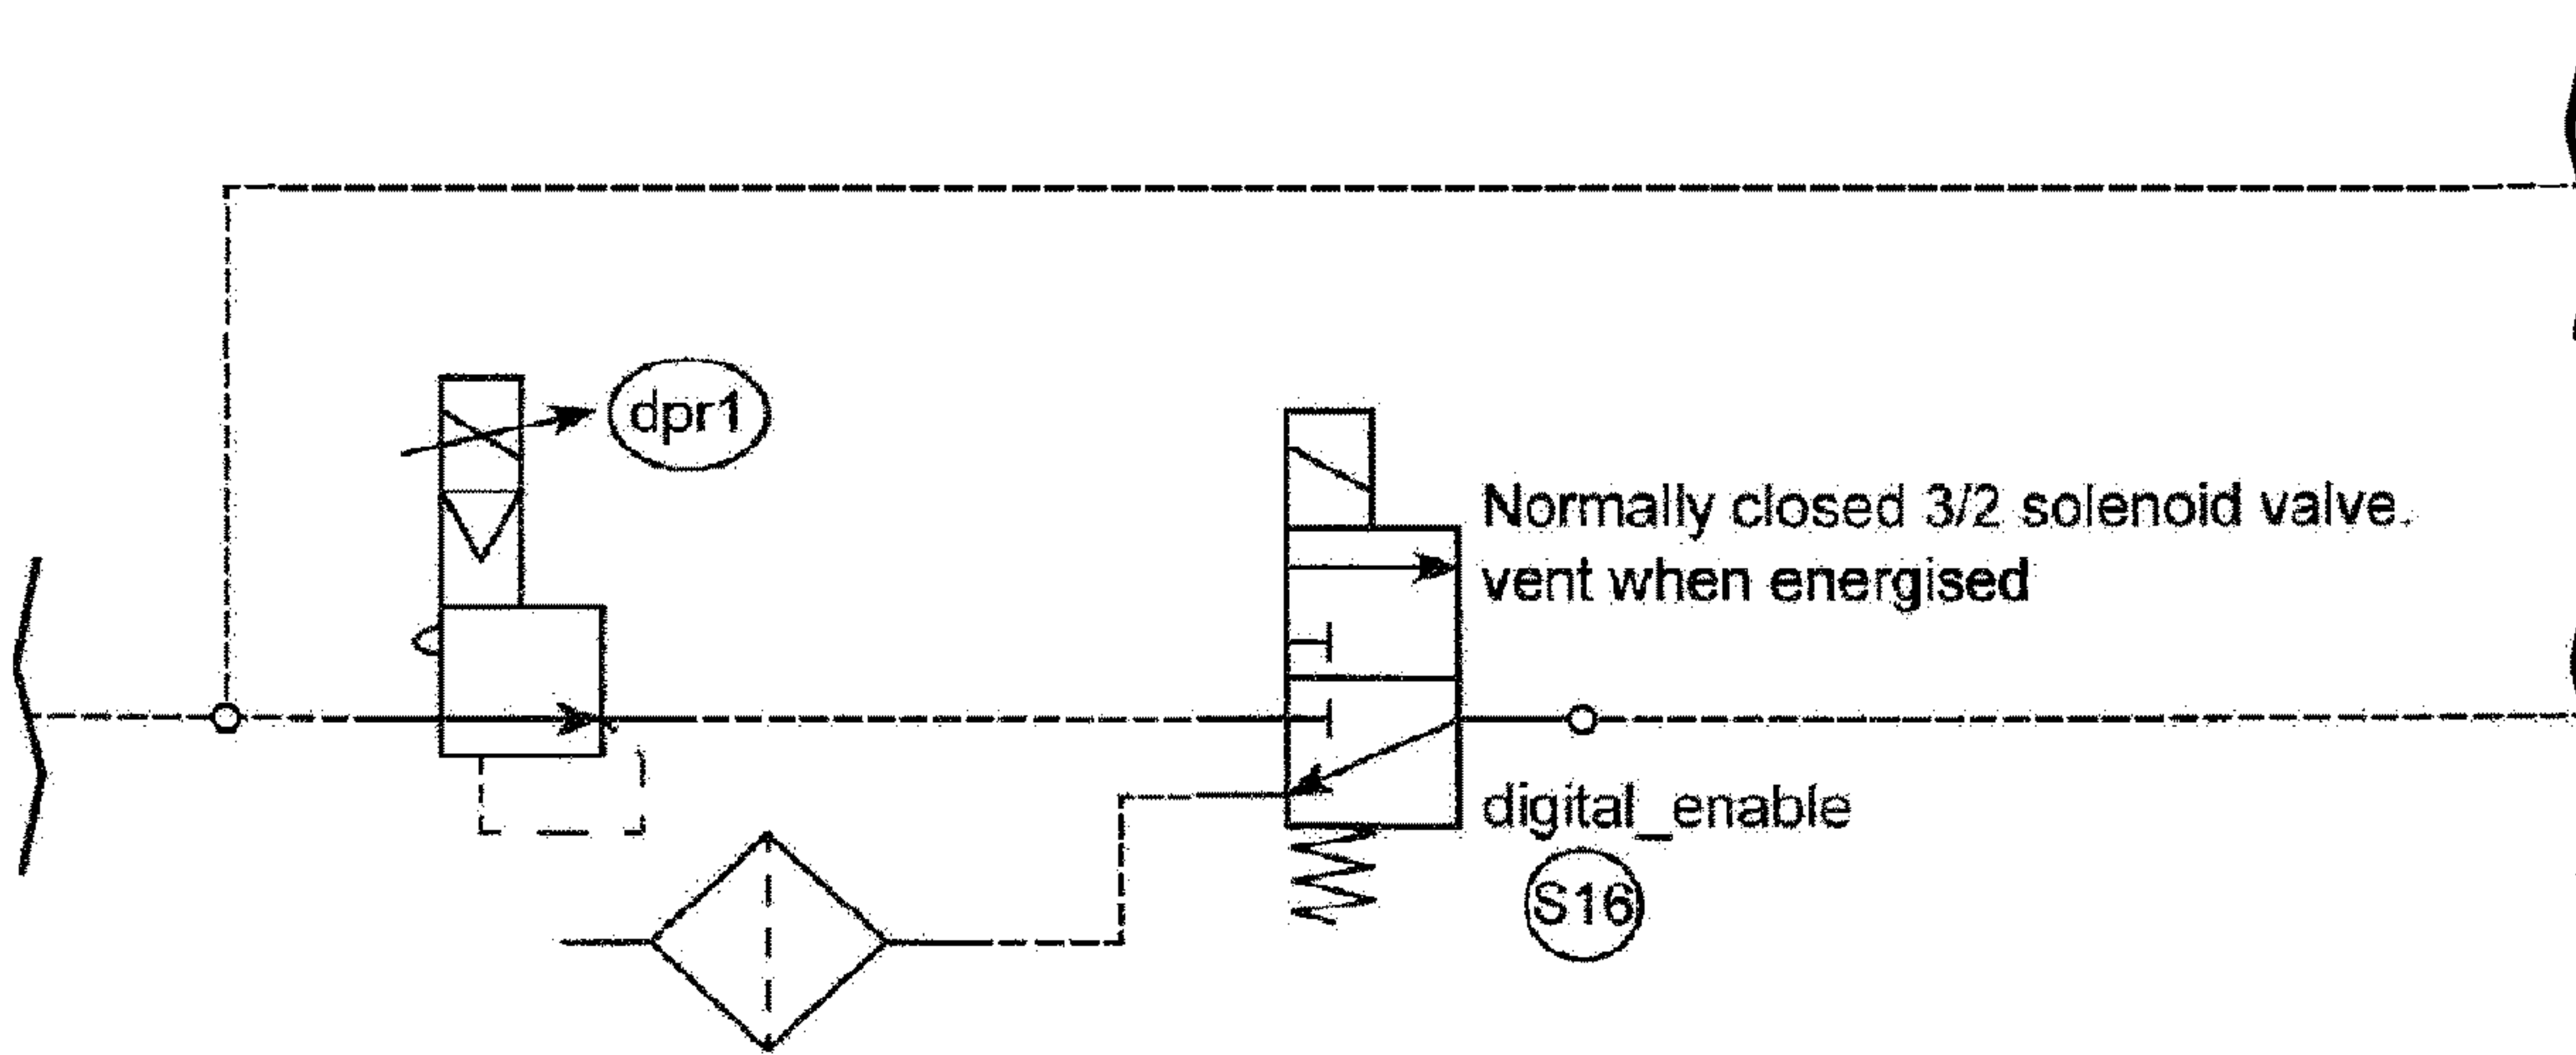 dpr1
Normally closed 3/2 solenoid valve.
vent when energised
digital_enable
S16